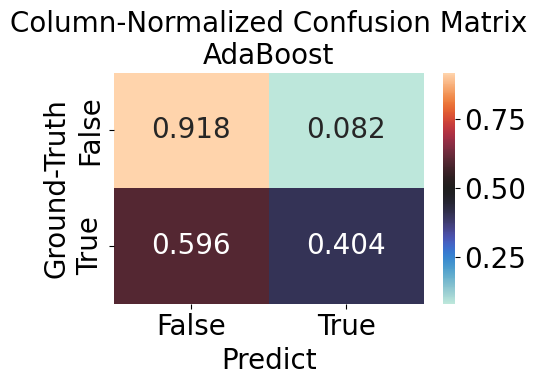 Column-Normalized Confusion Matrix
AdaBoost
Ground-Truth
False
True
0.918
0.082
0.596
0.404
0.75
0.50
0.25
False
True
Predict